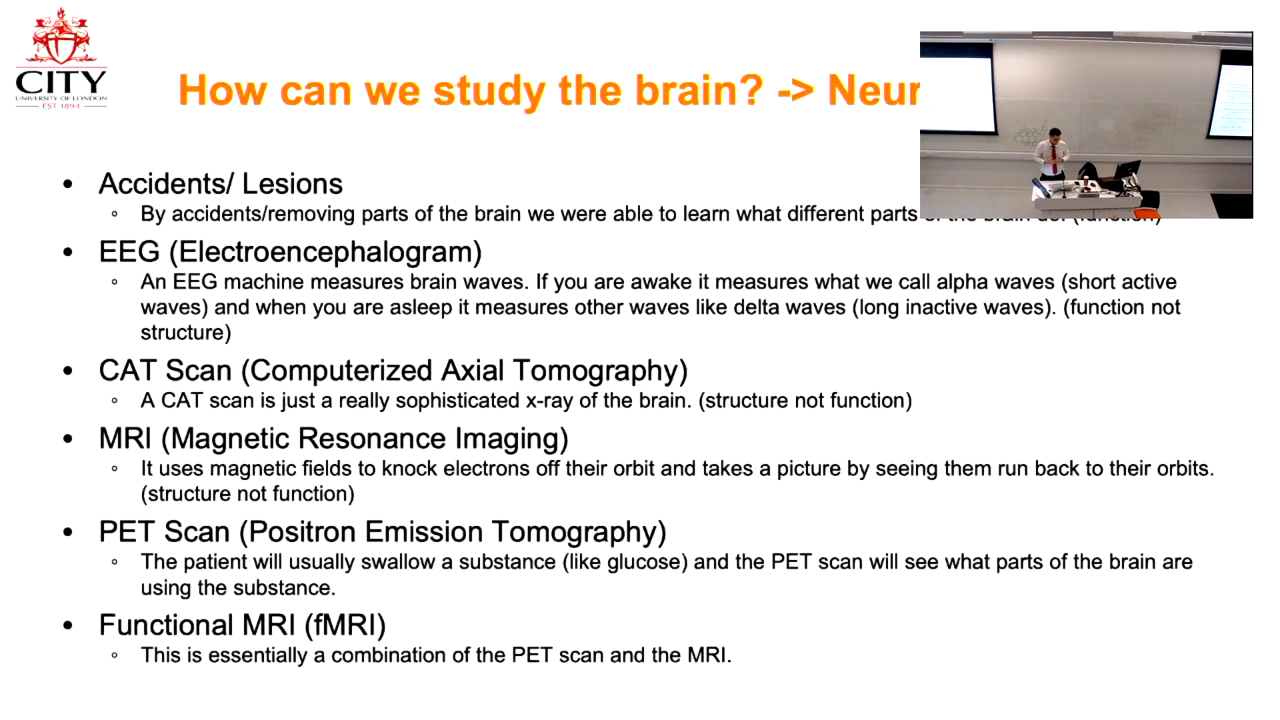 CITY
UNIVERSITY OF LONDON
EST 1894
How can we study the brain? -> Neur
• Accidents/ Lesions
◦ By accidents/removing parts of the brain we were able to learn what different parts of the brain do. (function)
• EEG (Electroencephalogram)
◦ An EEG machine measures brain waves. If you are awake it measures what we call alpha waves (short active
waves) and when you are asleep it measures other waves like delta waves (long inactive waves). (function not
structure)
• CAT Scan (Computerized Axial Tomography)
◦ A CAT scan is just a really sophisticated x-ray of the brain. (structure not function)
• MRI (Magnetic Resonance Imaging)
◦ It uses magnetic fields to knock electrons off their orbit and takes a picture by seeing them run back to their orbits.
(structure not function)
• PET Scan (Positron Emission Tomography)
◦ The patient will usually swallow a substance (like glucose) and the PET scan will see what parts of the brain are
using the substance.
• Functional MRI (fMRI)
◦ This is essentially a combination of the PET scan and the MRI.